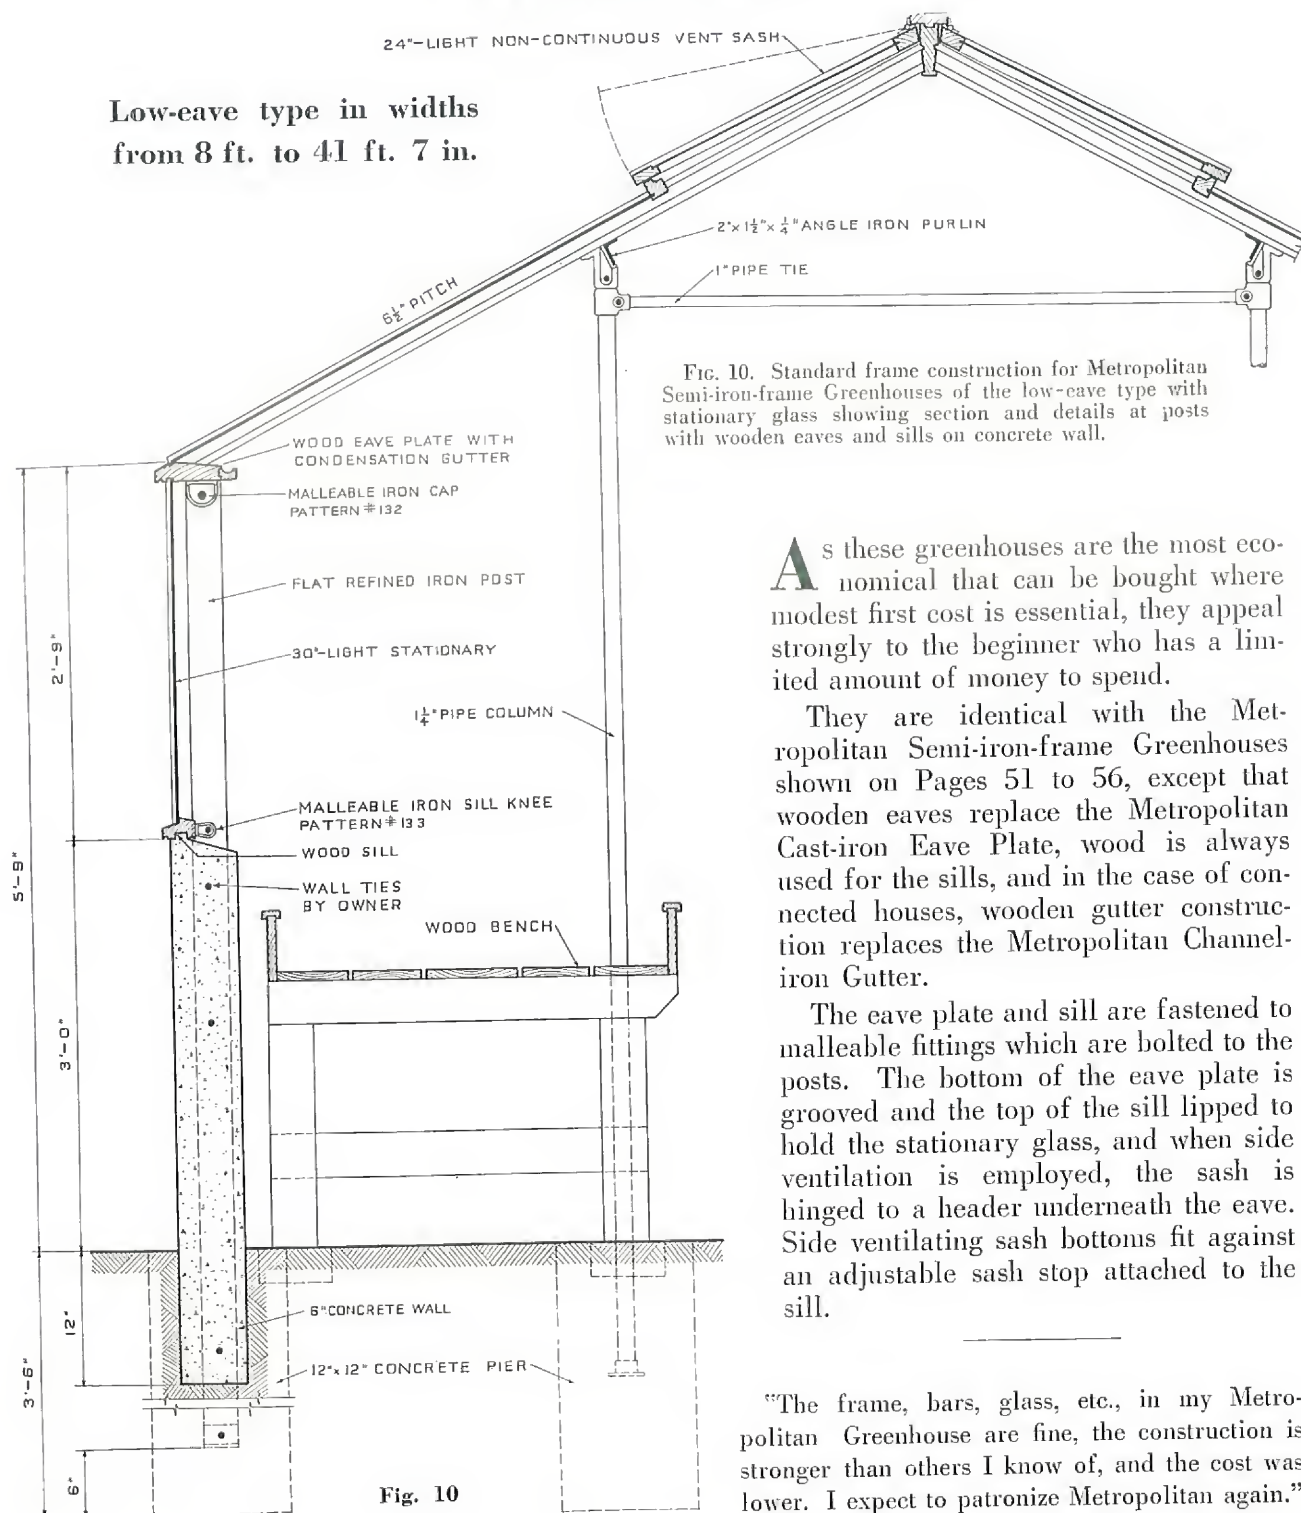 24"-LIGHT NON-CONTINUOUS VENT SASH
Low-eave type in widths
from 8 ft. to 41 ft. 7 in.
2"x 1½"x ¼" ANGLE IRON PURLIN
1" PIPE TIE
6½" PITCH
FIG. 10. Standard frame construction for Metropolitan
Semi-iron-frame Greenhouses of the low-eave type with
stationary glass showing section and details at posts
with wooden eaves and sills on concrete wall.
WOOD EAVE PLATE WITH
CONDENSATION GUTTER
MALLEABLE IRON CAP
PATTERN #132
FLAT REFINED IRON POST
30"-LIGHT STATIONARY
1¼" PIPE COLUMN
MALLEABLE IRON SILL KNEE
PATTERN #133
WOOD SILL
WALL TIES
BY OWNER
WOOD BENCH
2'-9"
5'-9"
3'-0"
12"
3'-6"
6"
6" CONCRETE WALL
12"x 12" CONCRETE PIER
Fig. 10
As these greenhouses are the most eco-
nomical that can be bought where
modest first cost is essential, they appeal
strongly to the beginner who has a lim-
ited amount of money to spend.
They are identical with the Met-
ropolitan Semi-iron-frame Greenhouses
shown on Pages 51 to 56, except that
wooden eaves replace the Metropolitan
Cast-iron Eave Plate, wood is always
used for the sills, and in the case of con-
nected houses, wooden gutter construc-
tion replaces the Metropolitan Channel-
iron Gutter.
The eave plate and sill are fastened to
malleable fittings which are bolted to the
posts. The bottom of the eave plate is
grooved and the top of the sill lipped to
hold the stationary glass, and when side
ventilation is employed, the sash is
hinged to a header underneath the eave.
Side ventilating sash bottoms fit against
an adjustable sash stop attached to the
sill.
"The frame, bars, glass, etc., in my Metro-
politan Greenhouse are fine, the construction is
stronger than others I know of, and the cost was
lower. I expect to patronize Metropolitan again."